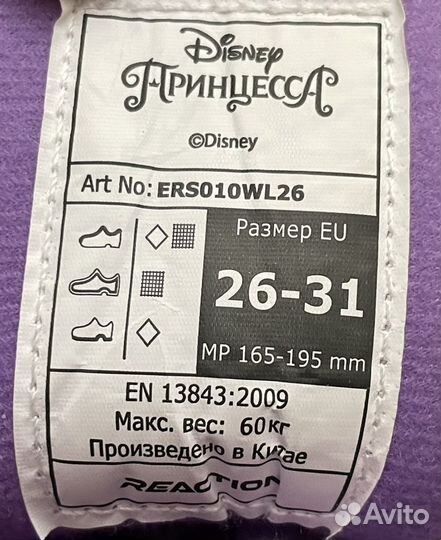 Disney
ПРИНЦЕССА
©Disney
Art No: ERS010WL26
Размер EU
26-31
MP 165-195 mm
EN 13843:2009
Макс. вес: 60кг
Произведено в Китае
REACTION
Avito